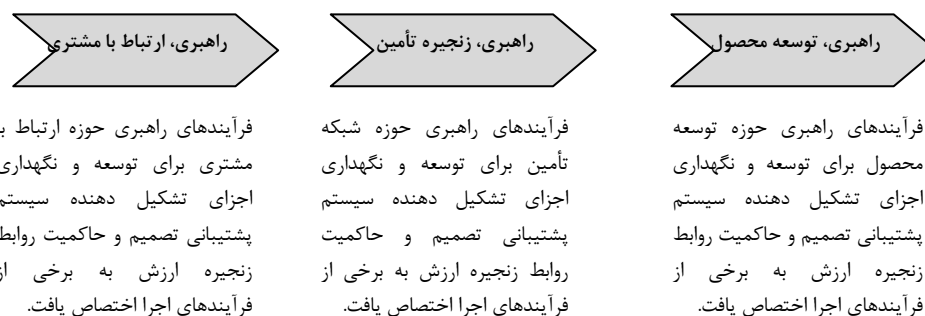 راهبری، توسعه محصول
فرآیندهای راهبری حوزه توسعه
محصول برای توسعه و نگهداری
اجزای تشکیل دهنده سیستم
پشتیبانی تصمیم و حاکمیت روابط
زنجیره ارزش به برخی از
فرآیندهای اجرا اختصاص یافت.
راهبری، زنجیره تأمین
فرآیندهای راهبری حوزه شبکه
تأمین برای توسعه و نگهداری
اجزای تشکیل دهنده سیستم
پشتیبانی تصمیم و حاکمیت
روابط زنجیره ارزش به برخی از
فرآیندهای اجرا اختصاص یافت.
راهبری، ارتباط با مشتری
فرآیندهای راهبری حوزه ارتباط با
مشتری برای توسعه و نگهداری
اجزای تشکیل دهنده سیستم
پشتیبانی تصمیم و حاکمیت روابط
زنجیره ارزش به برخی از
فرآیندهای اجرا اختصاص یافت.